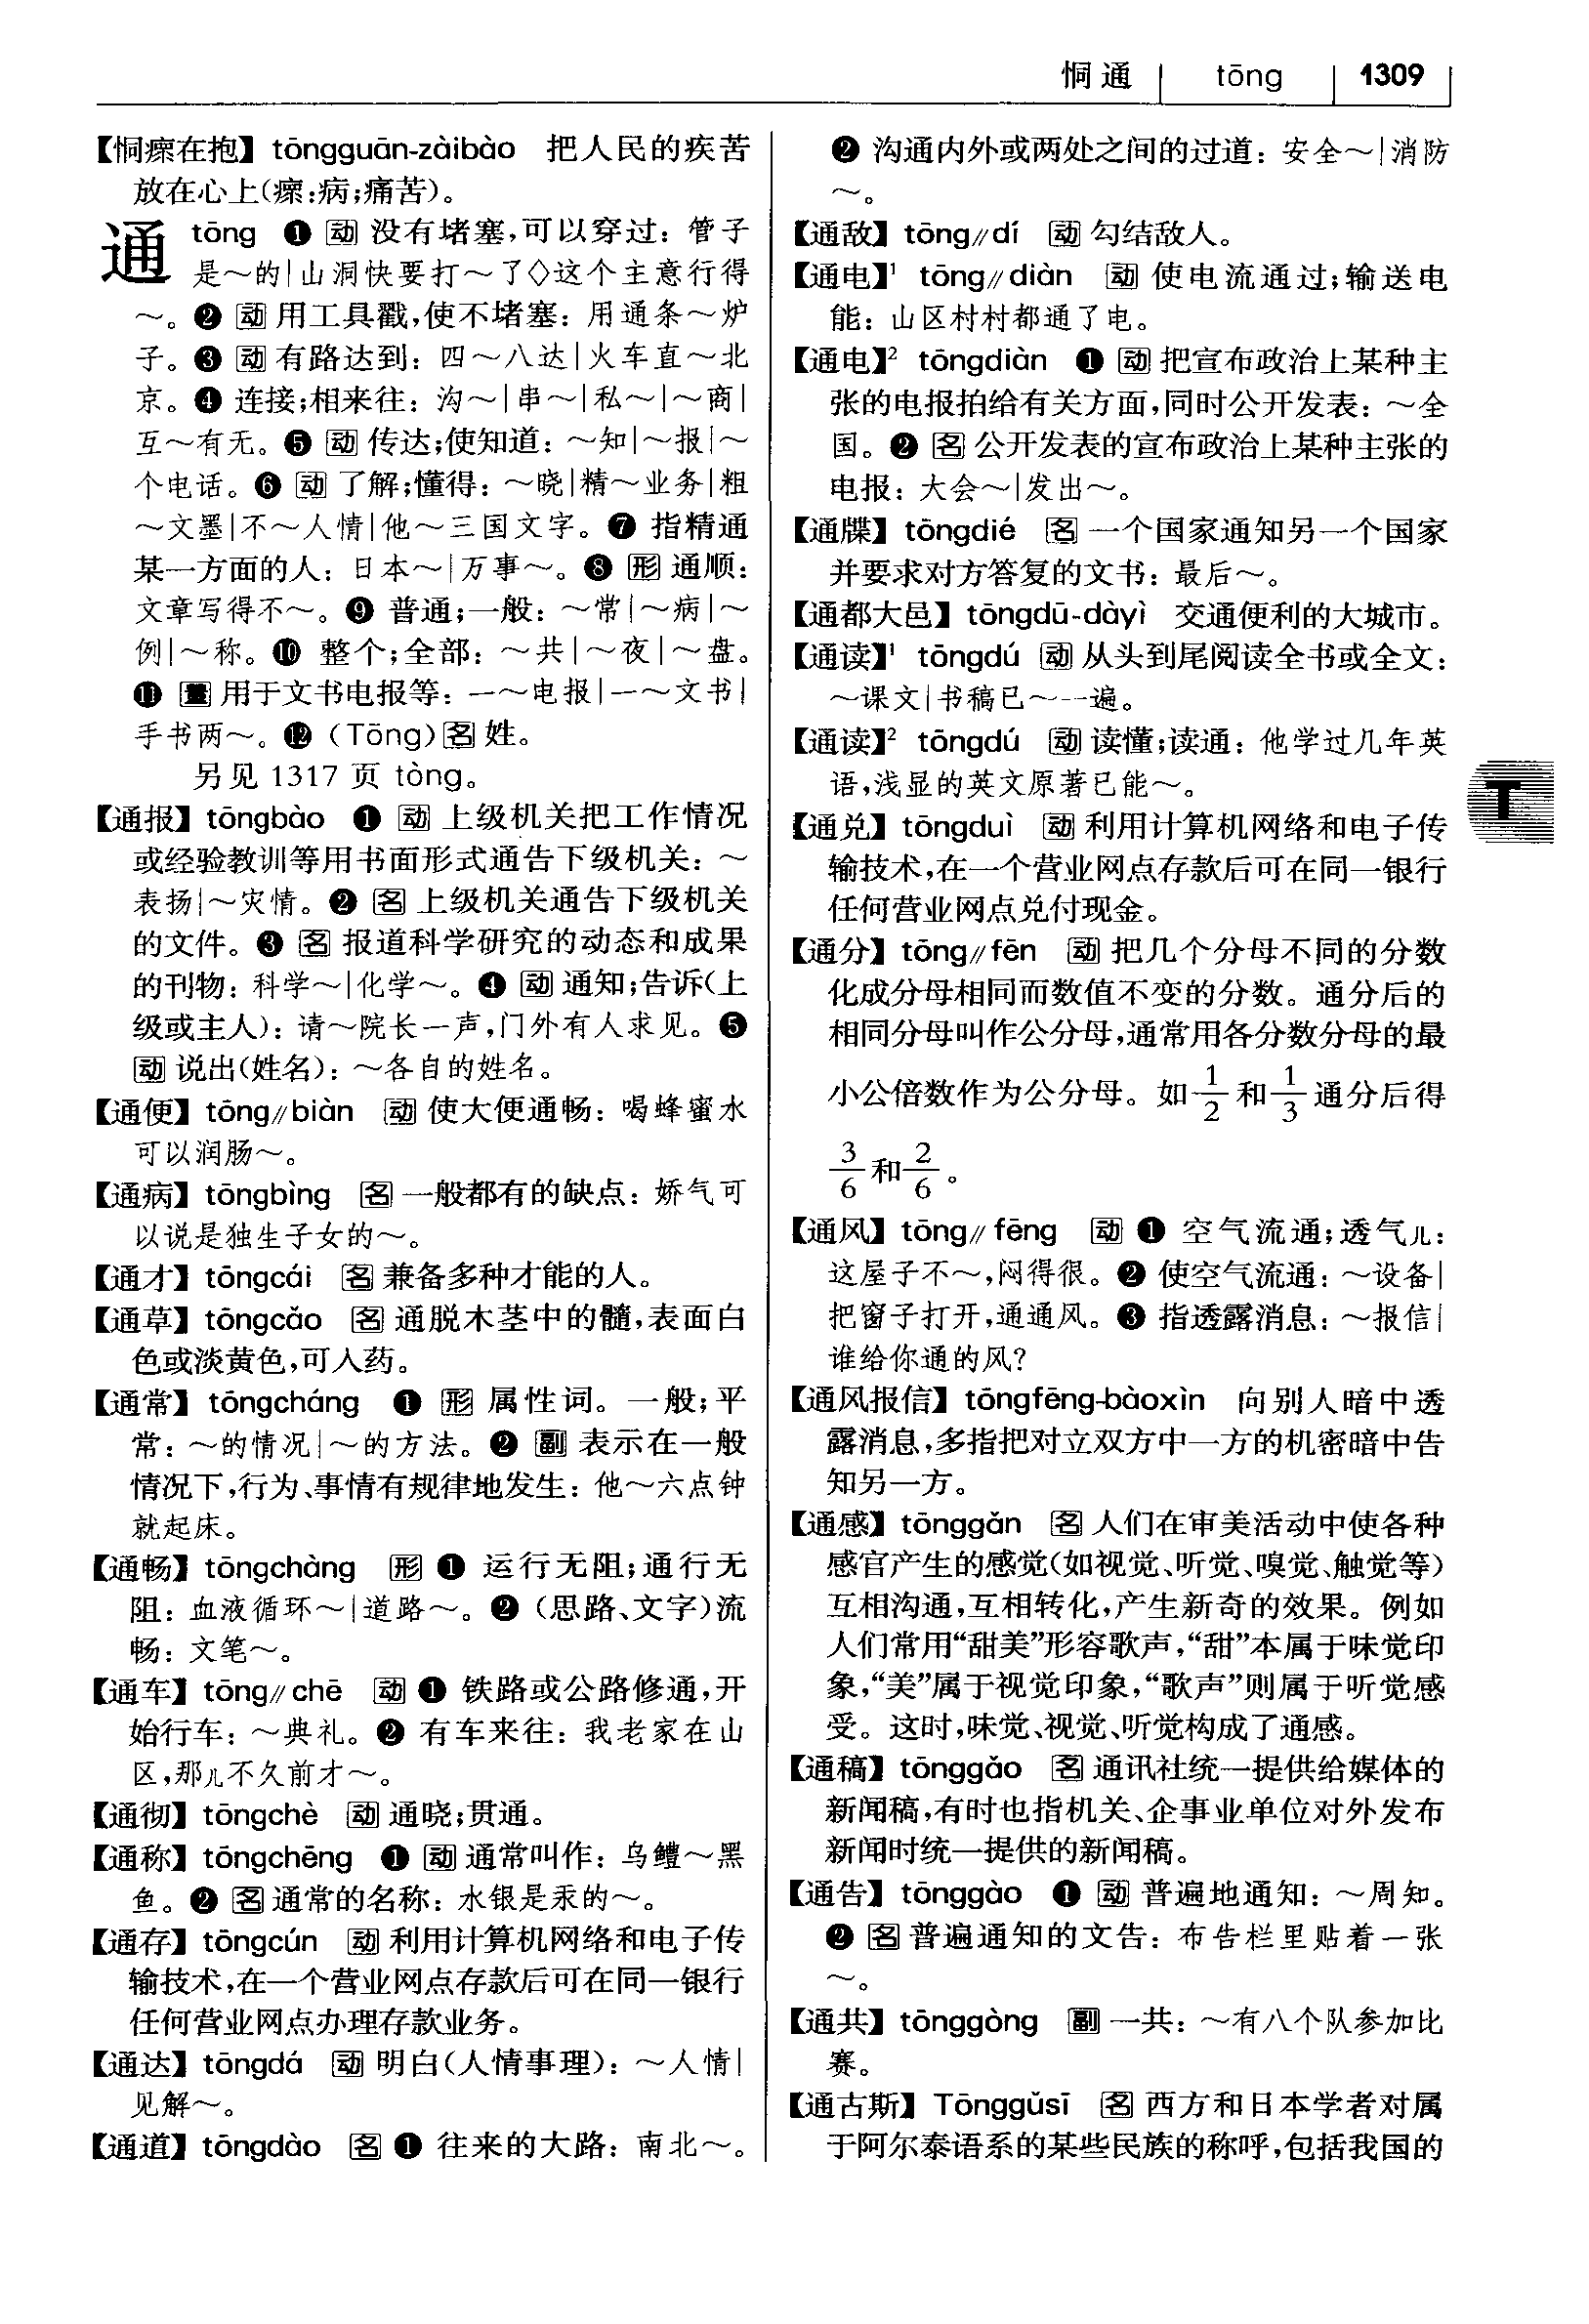 恫通 tōng 1309
【恫瘝在抱】 tōngguān-zàibào 把人民的疾苦
放在心上(瘝:病;痛苦)。
通 tōng ❶ 动 没有堵塞,可以穿过：管子
是～的|山洞快要打～了◇这个主意行得
～。❷ 动 用工具戳,使不堵塞：用通条～炉
子。❸ 动 有路达到：四～八达|火车直～北
京。❹ 连接;相来往：沟～|串～|私～|～商|
互～有无。❺ 动 传达;使知道：～知|～报|～
个电话。❻ 动 了解;懂得：～晓|精～业务|粗
～文墨|不～人情|他～三国文字。❼ 指精通
某一方面的人：日本～|万事～。❽ 形 通顺：
文章写得不～。❾ 普通;一般：～常|～病|～
例|～称。❿ 整个;全部：～共|～夜|～盘。
⓫ 量 用于文书电报等：一～电报|一～文书|
手书两～。⓬ (Tōng) 名 姓。
另见 1317 页 tòng。
【通报】 tōngbào ❶ 动 上级机关把工作情况
或经验教训等用书面形式通告下级机关：～
表扬|～灾情。❷ 名 上级机关通告下级机关
的文件。❸ 名 报道科学研究的动态和成果
的刊物：科学～|化学～。❹ 动 通知;告诉(上
级或主人)：请～院长一声,门外有人求见。❺
动 说出(姓名)：～各自的姓名。
【通便】 tōng//biàn 动 使大便通畅：喝蜂蜜水
可以润肠～。
【通病】 tōngbìng 名 一般都有的缺点：娇气可
以说是独生子女的～。
【通才】 tōngcái 名 兼备多种才能的人。
【通草】 tōngcǎo 名 通脱木茎中的髓,表面白
色或淡黄色,可入药。
【通常】 tōngcháng ❶ 形 属性词。一般;平
常：～的情况|～的方法。❷ 副 表示在一般
情况下,行为、事情有规律地发生：他～六点钟
就起床。
【通畅】 tōngchàng 形 ❶ 运行无阻;通行无
阻：血液循环～|道路～。❷ (思路、文字)流
畅：文笔～。
【通车】 tōng//chē 动 ❶ 铁路或公路修通,开
始行车：～典礼。❷ 有车来往：我老家在山
区,那儿不久前才～。
【通彻】 tōngchè 动 通晓;贯通。
【通称】 tōngchēng ❶ 动 通常叫作：乌鳢～黑
鱼。❷ 名 通常的名称：水银是汞的～。
【通存】 tōngcún 动 利用计算机网络和电子传
输技术,在一个营业网点存款后可在同一银行
任何营业网点办理存款业务。
【通达】 tōngdá 动 明白(人情事理)：～人情|
见解～。
【通道】 tōngdào 名 ❶ 往来的大路：南北～。
❷ 沟通内外或两处之间的过道：安全～|消防
～。
【通敌】 tōng//dí 动 勾结敌人。
【通电】¹ tōng//diàn 动 使电流通过;输送电
能：山区村村都通了电。
【通电】² tōngdiàn ❶ 动 把宣布政治上某种主
张的电报拍给有关方面,同时公开发表：～全
国。❷ 名 公开发表的宣布政治上某种主张的
电报：大会～|发出～。
【通牒】 tōngdié 名 一个国家通知另一个国家
并要求对方答复的文书：最后～。
【通都大邑】 tōngdū-dàyì 交通便利的大城市。
【通读】¹ tōngdú 动 从头到尾阅读全书或全文：
～课文|书稿已～一遍。
【通读】² tōngdú 动 读懂;读通：他学过几年英
语,浅显的英文原著已能～。
T
【通兑】 tōngduì 动 利用计算机网络和电子传
输技术,在一个营业网点存款后可在同一银行
任何营业网点兑付现金。
【通分】 tōng//fēn 动 把几个分母不同的分数
化成分母相同而数值不变的分数。通分后的
相同分母叫作公分母,通常用各分数分母的最
小公倍数作为公分母。如 1/2 和 1/3 通分后得
3/6 和 2/6 。
【通风】 tōng//fēng 动 ❶ 空气流通;透气儿：
这屋子不～,闷得很。❷ 使空气流通：～设备|
把窗子打开,通通风。❸ 指透露消息：～报信|
谁给你通的风?
【通风报信】 tōngfēng-bàoxìn 向别人暗中透
露消息,多指把对立双方中一方的机密暗中告
知另一方。
【通感】 tōnggǎn 名 人们在审美活动中使各种
感官产生的感觉(如视觉、听觉、嗅觉、触觉等)
互相沟通,互相转化,产生新奇的效果。例如
人们常用“甜美”形容歌声,“甜”本属于味觉印
象,“美”属于视觉印象,“歌声”则属于听觉感
受。这时,味觉、视觉、听觉构成了通感。
【通稿】 tōnggǎo 名 通讯社统一提供给媒体的
新闻稿,有时也指机关、企事业单位对外发布
新闻时统一提供的新闻稿。
【通告】 tōnggào ❶ 动 普遍地通知：～周知。
❷ 名 普遍通知的文告：布告栏里贴着一张
～。
【通共】 tōnggòng 副 一共：～有八个队参加比
赛。
【通古斯】 Tōnggǔsī 名 西方和日本学者对属
于阿尔泰语系的某些民族的称呼,包括我国的